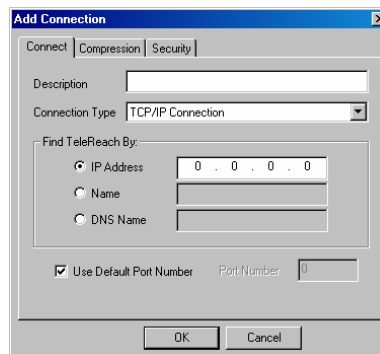 Add Connection
Connect Compression Security
Description
Connection Type TCP/IP Connection
Find TeleReach By:
IP Address 0 . 0 . 0 . 0
Name
DNS Name
Use Default Port Number Port Number 0
OK Cancel